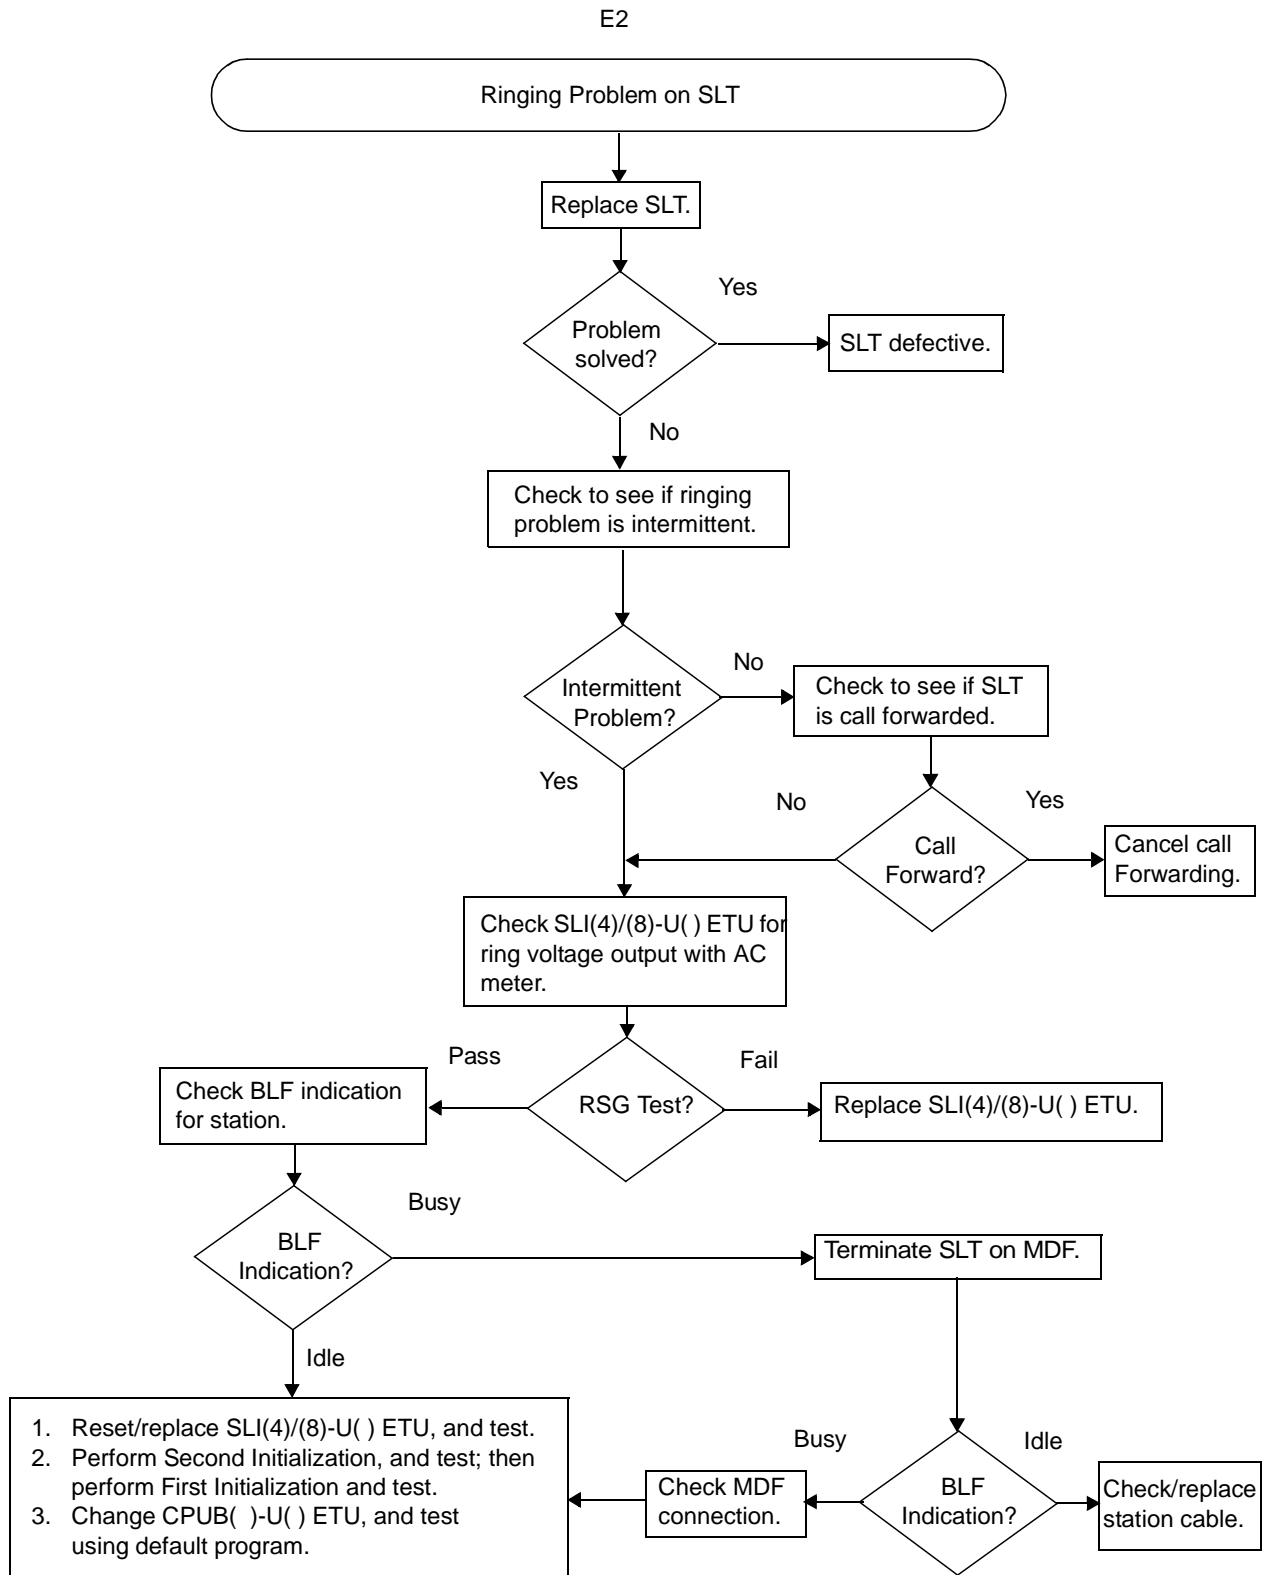 E2
Ringing Problem on SLT
Replace SLT.
Yes
Problem
solved?
SLT defective.
No
Check to see if ringing
problem is intermittent.
No
Intermittent
Problem?
Check to see if SLT
is call forwarded.
Yes
No
Yes
Call
Forward?
Cancel call
Forwarding.
Check SLI(4)/(8)-U( ) ETU for
ring voltage output with AC
meter.
Pass
Fail
Check BLF indication
for station.
RSG Test?
Replace SLI(4)/(8)-U( ) ETU.
Busy
BLF
Indication?
Terminate SLT on MDF.
Idle
1. Reset/replace SLI(4)/(8)-U( ) ETU, and test.
2. Perform Second Initialization, and test; then
perform First Initialization and test.
3. Change CPUB( )-U( ) ETU, and test
using default program.
Busy
Idle
Check MDF
connection.
BLF
Indication?
Check/replace
station cable.